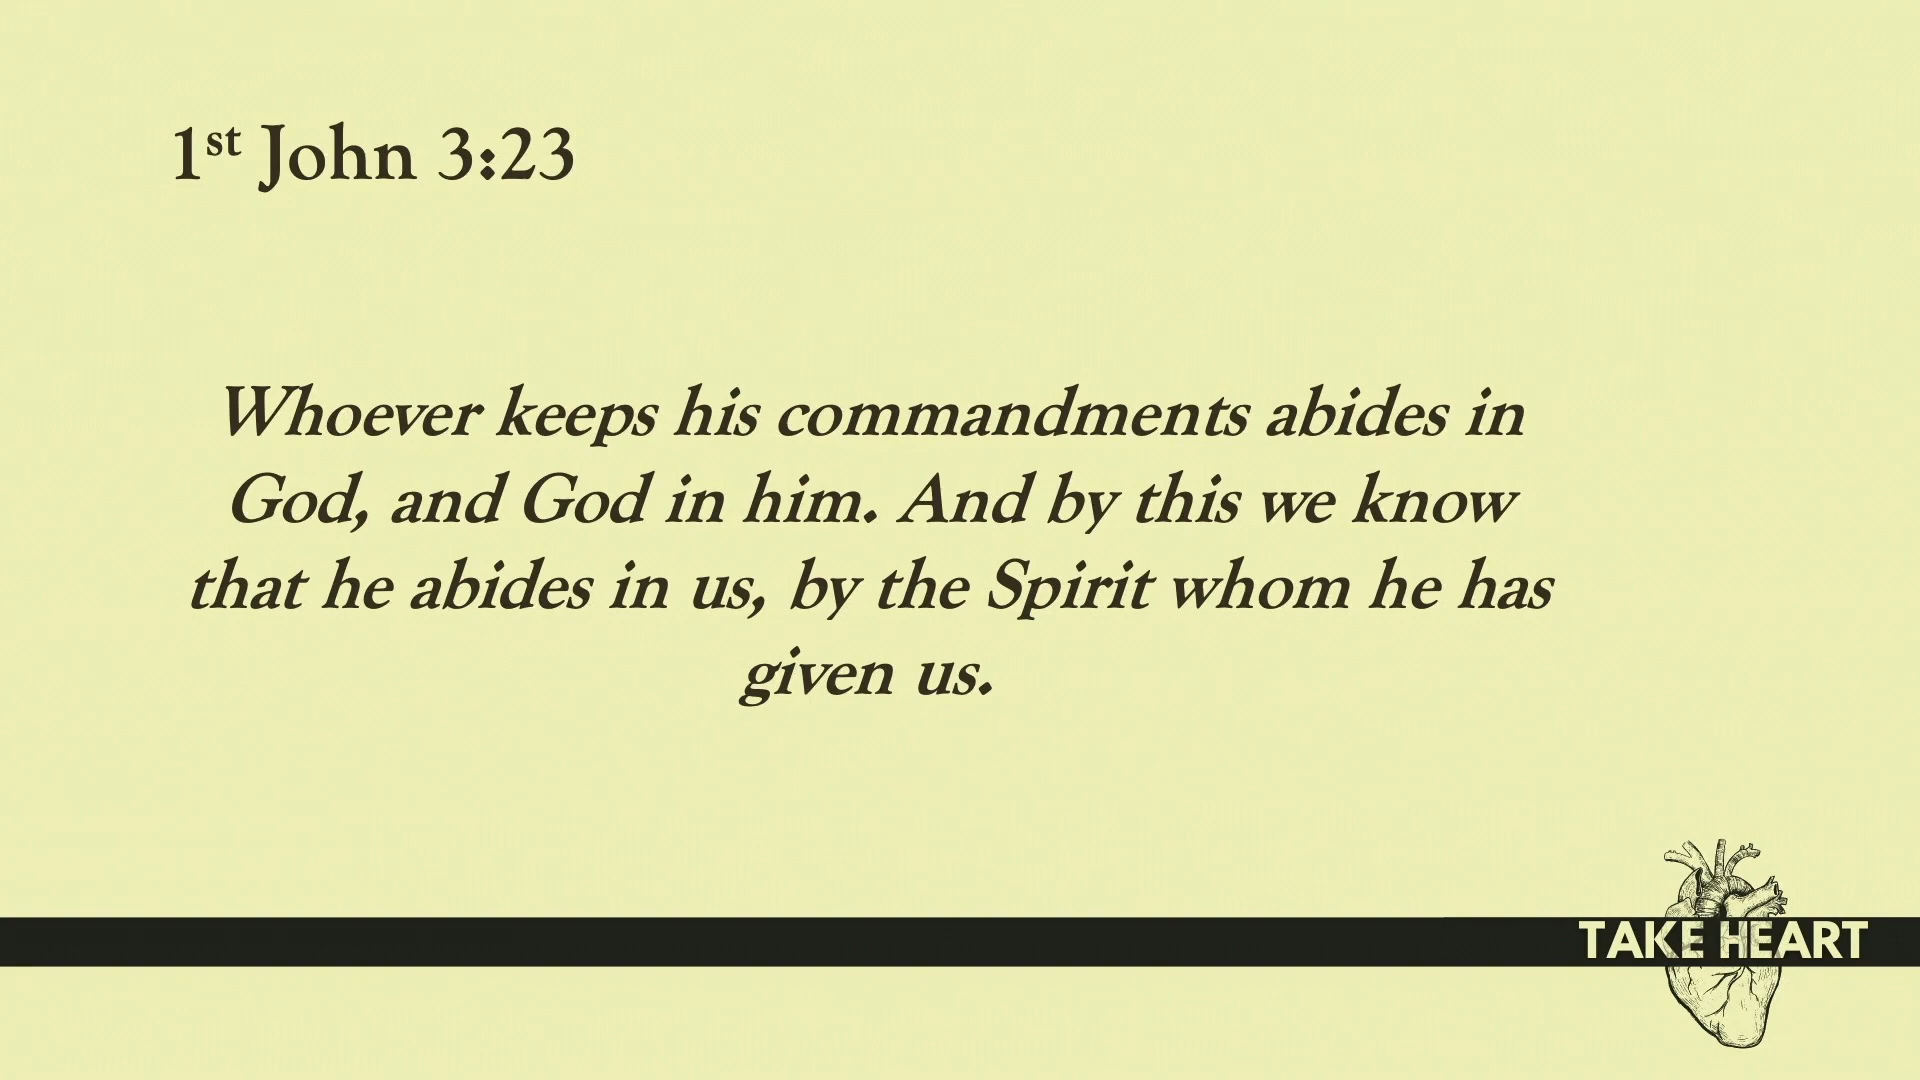 1st John 3:23
Whoever keeps his commandments abides in
God, and God in him. And by this we know
that he abides in us, by the Spirit whom he has
given us.
TAKE HEART